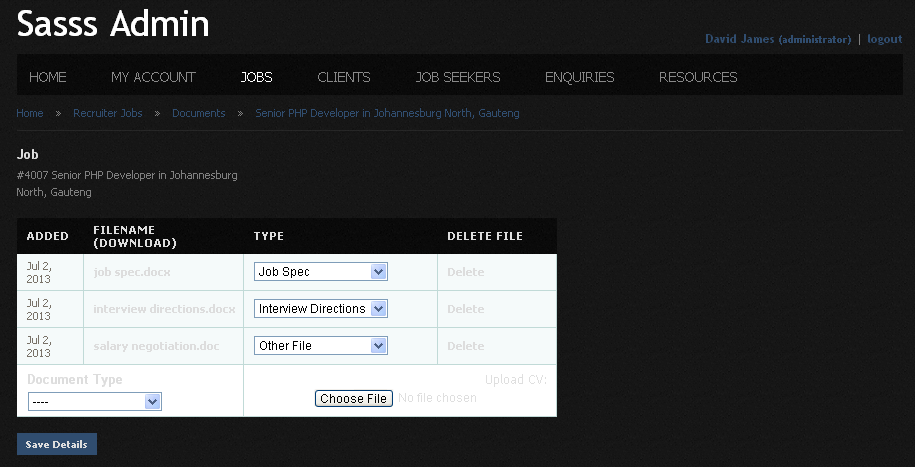 Sasss Admin
David James (administrator) | logout
HOME MY ACCOUNT JOBS CLIENTS JOB SEEKERS ENQUIRIES RESOURCES
Home » Recruiter Jobs » Documents » Senior PHP Developer in Johannesburg North, Gauteng
Job
#4007 Senior PHP Developer in Johannesburg
North, Gauteng
ADDED FILENAME (DOWNLOAD) TYPE DELETE FILE
Jul 2, 2013 job spec.docx Job Spec Delete
Jul 2, 2013 interview directions.docx Interview Directions Delete
Jul 2, 2013 salary negotiation.doc Other File Delete
Document Type Upload CV:
---- Choose File No file chosen
Save Details